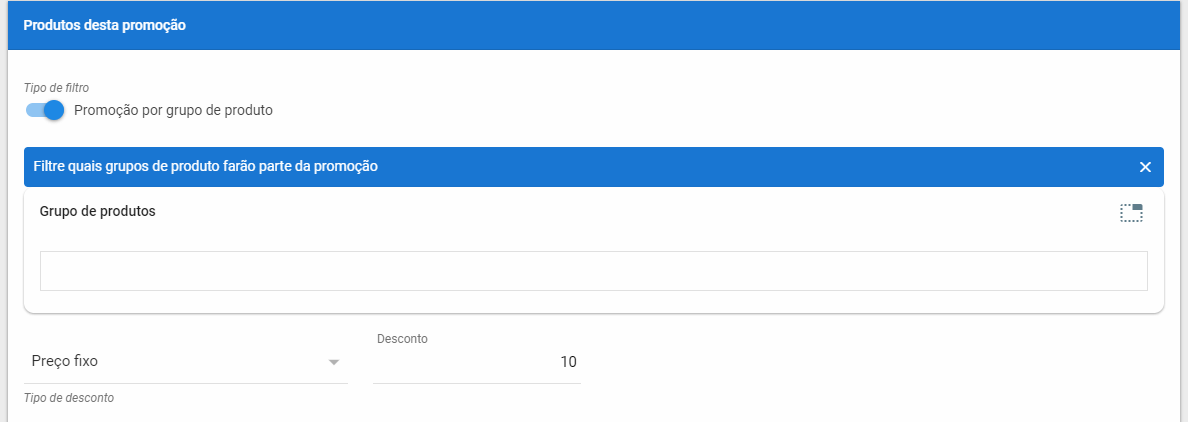 Produtos desta promoção
Tipo de filtro
Promoção por grupo de produto
Filtre quais grupos de produto farão parte da promoção
Grupo de produtos
Desconto
Preço fixo
10
Tipo de desconto